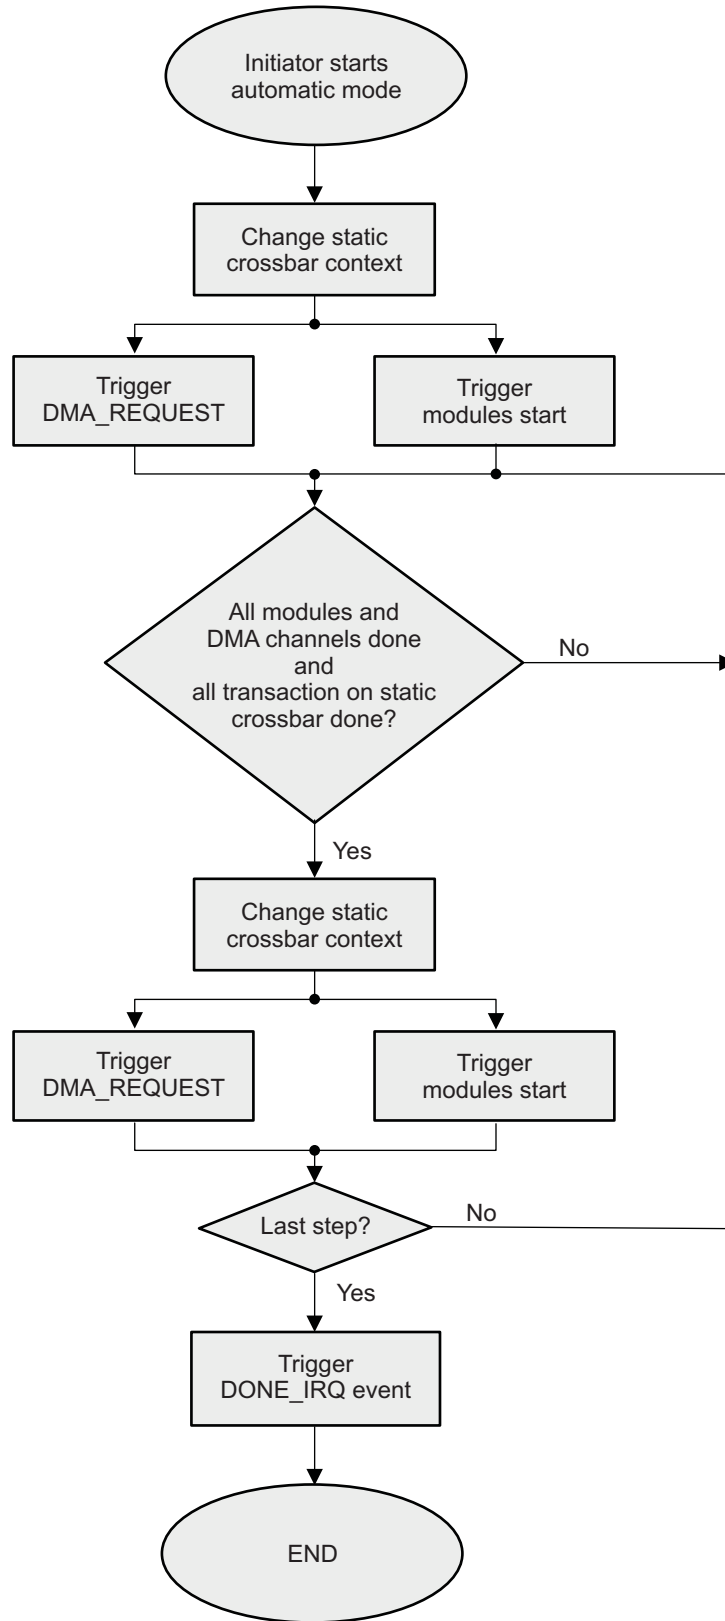 Initiator starts
automatic mode
Change static
crossbar context
Trigger
DMA_REQUEST
Trigger
modules start
All modules and
DMA channels done
and
all transaction on static
crossbar done?
No
Yes
Change static
crossbar context
Trigger
DMA_REQUEST
Trigger
modules start
Last step?
No
Yes
Trigger
DONE_IRQ event
END